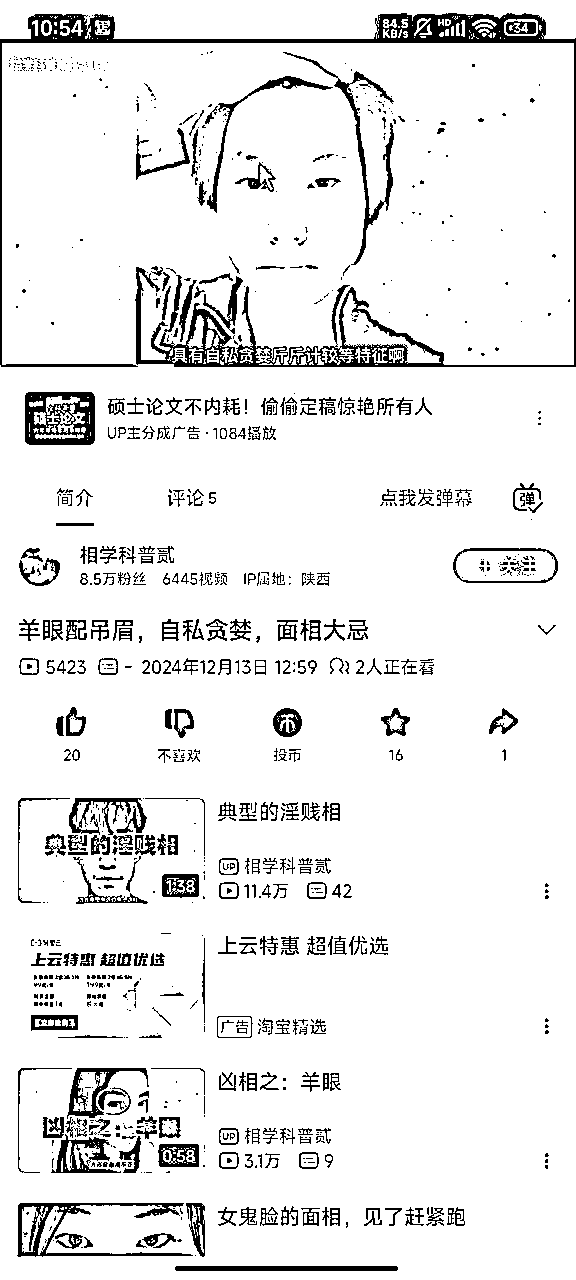 10:54
84.5 KB/s HD 34
具有自私贪婪斤斤计较等特征啊
硕士论文不内耗！偷偷定稿惊艳所有人
UP主分成广告·1084播放
硕士论文
简介 评论 5 点我发弹幕 弹
相学科普贰
8.5万粉丝 6445视频 IP属地：陕西
+ 关注
羊眼配吊眉，自私贪婪，面相大忌
5423 - 2024年12月13日 12:59 2人正在看
20 不喜欢 投币 16 1
典型的淫贱相
1:38
典型的淫贱相
UP 相学科普贰
11.4万 42
上云特惠 超值优选
上云特惠 超值优选
广告 淘宝精选
凶相之：羊眼
0:58
凶相之：羊眼
UP 相学科普贰
3.1万 9
女鬼脸的面相，见了赶紧跑